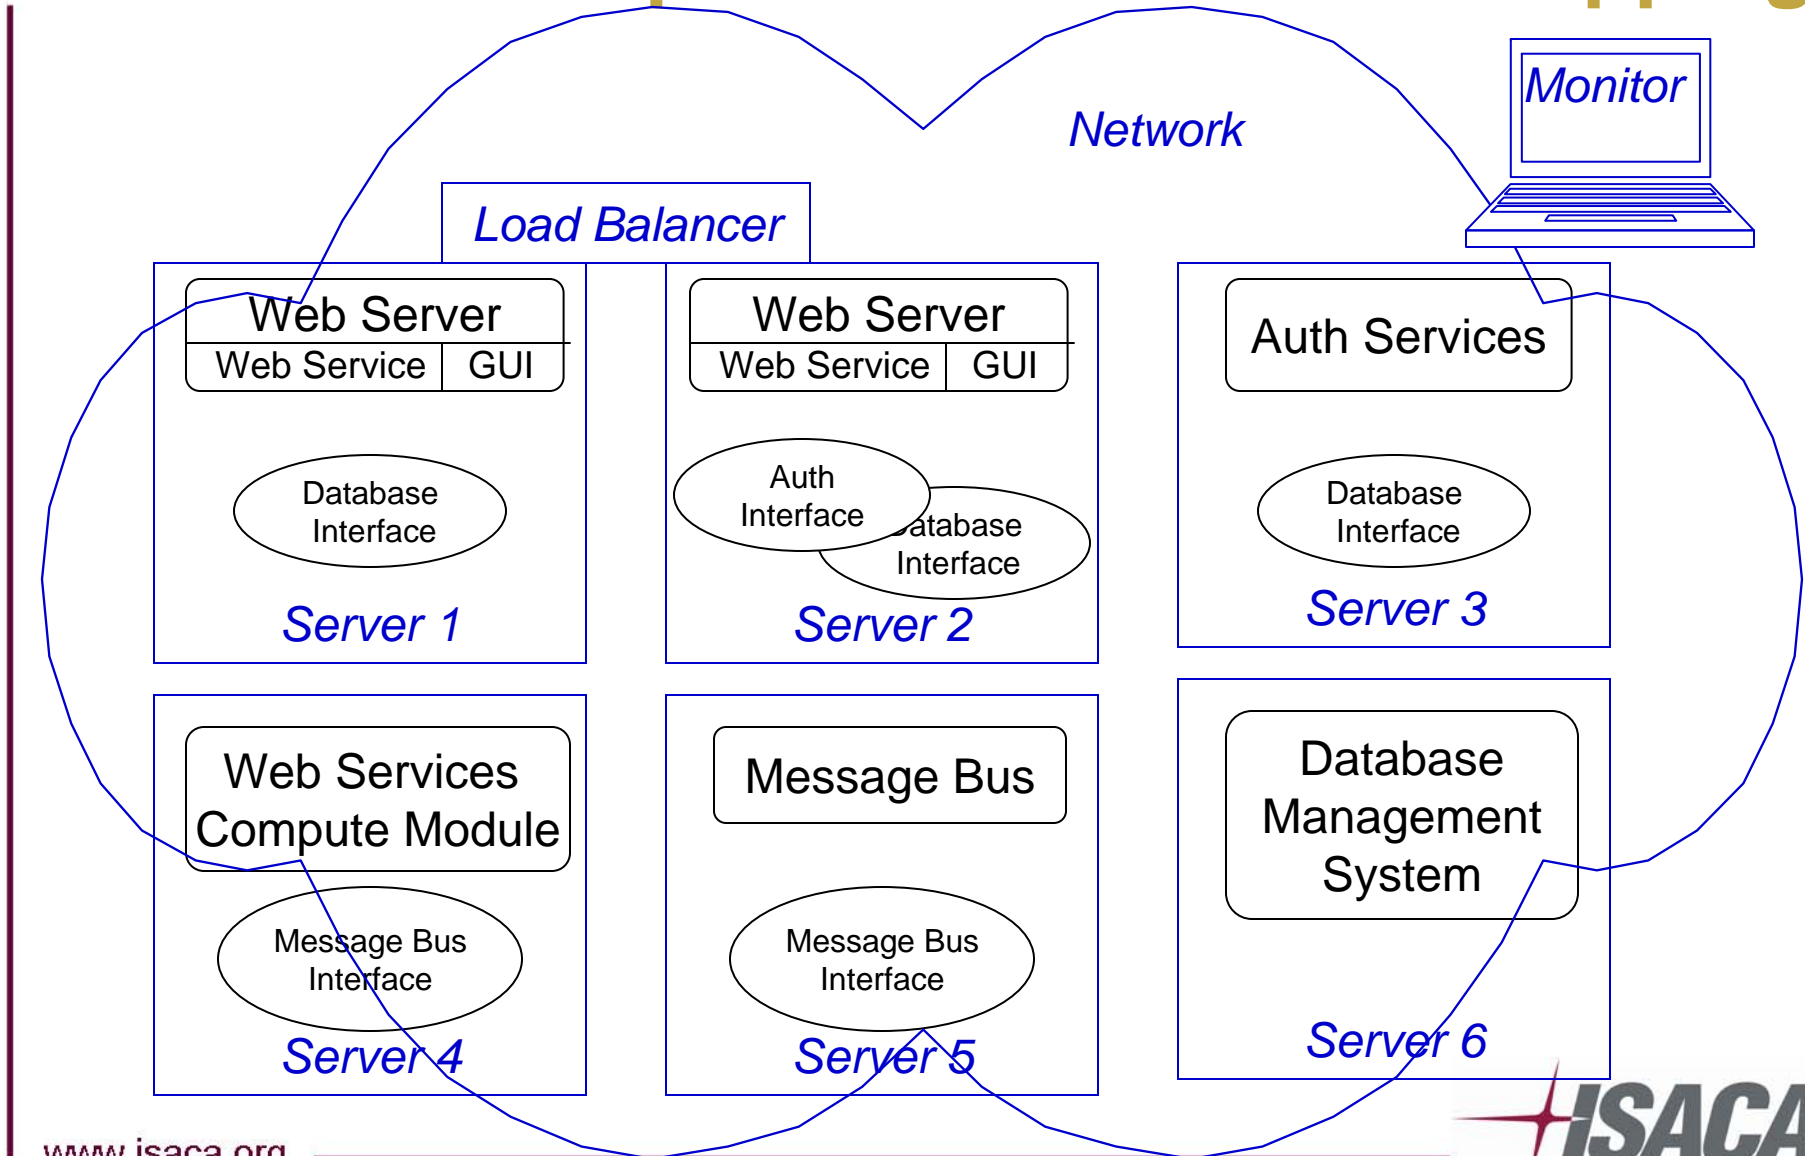 Monitor
Network
Load Balancer
Web Server
Web Service
GUI
Database
Interface
Server 1
Web Server
Web Service
GUI
Auth
Interface
Database
Interface
Server 2
Auth Services
Database
Interface
Server 3
Web Services
Compute Module
Message Bus
Interface
Server 4
Message Bus
Message Bus
Interface
Server 5
Database
Management
System
Server 6
www.isaca.org
ISACA